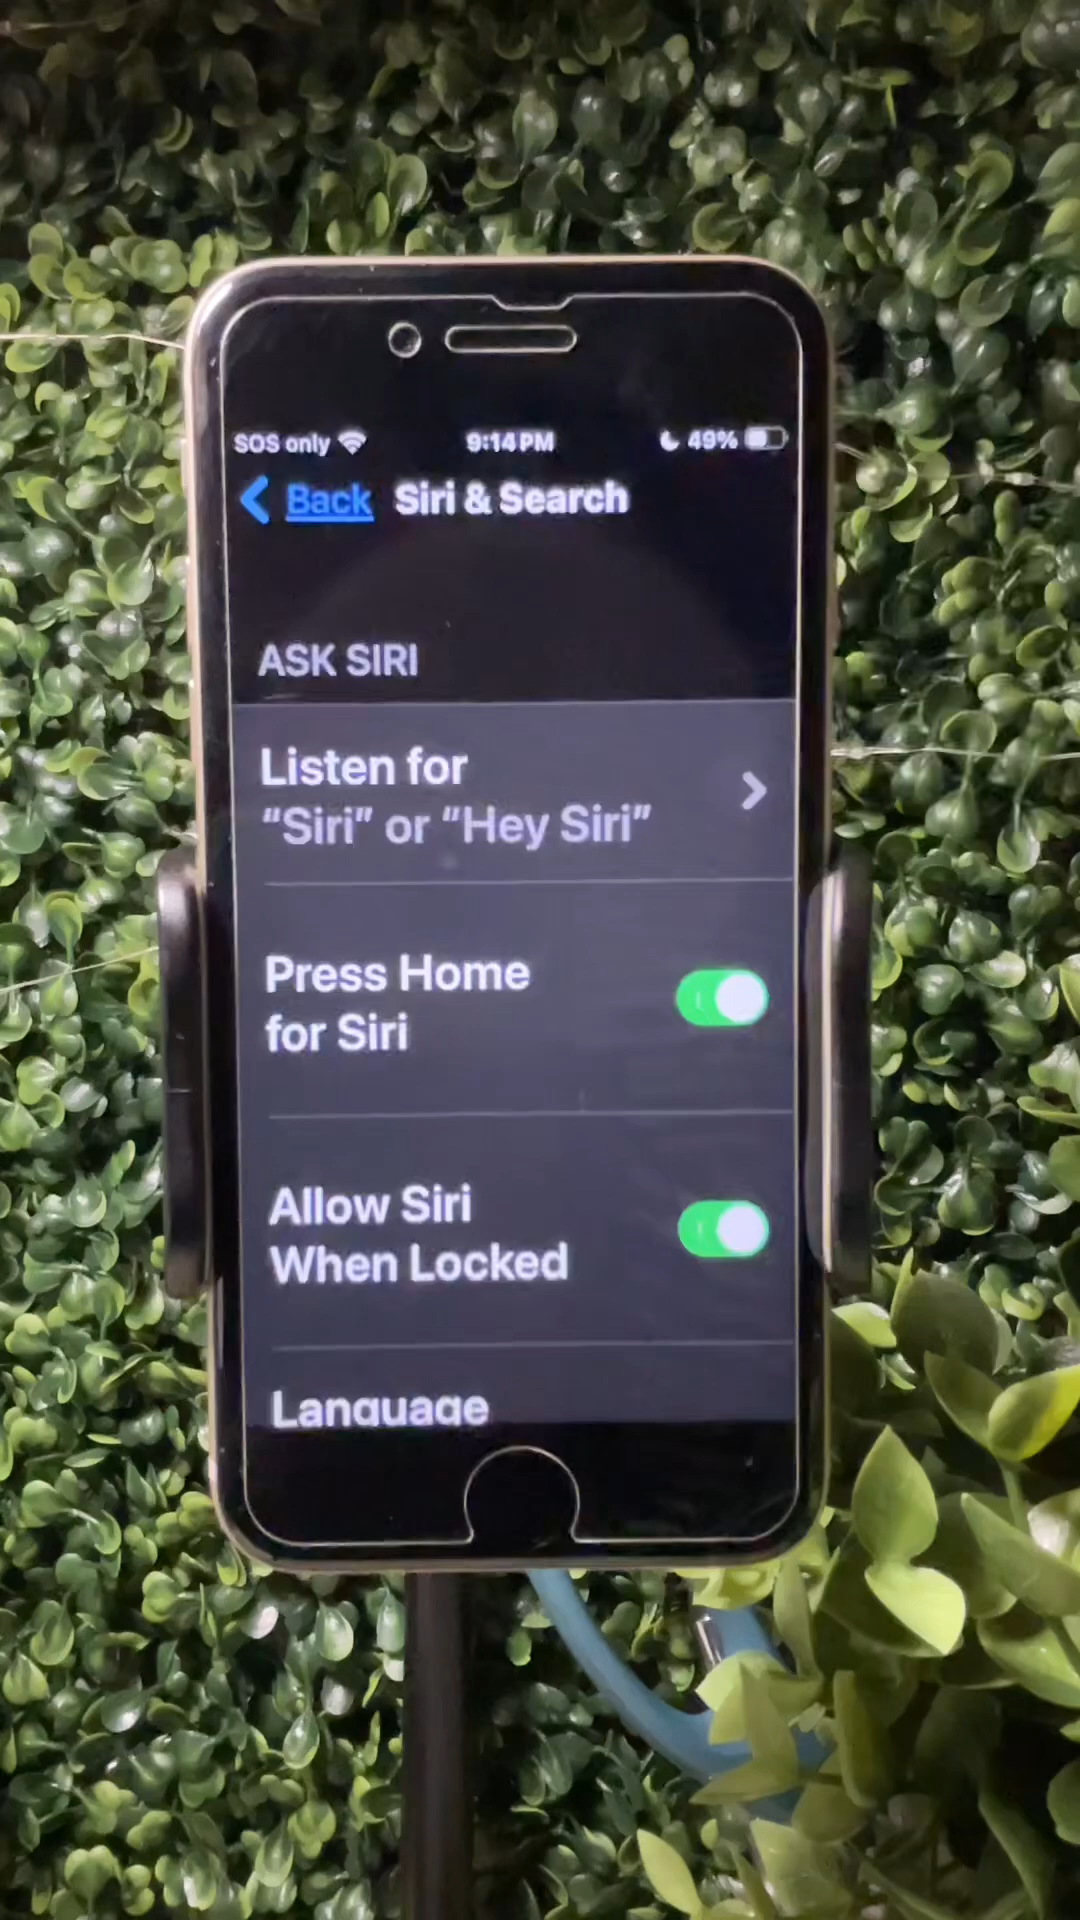 SOS only 9:14 PM 49%
Back Siri & Search
ASK SIRI
Listen for
“Siri” or “Hey Siri”
Press Home
for Siri
Allow Siri
When Locked
Language